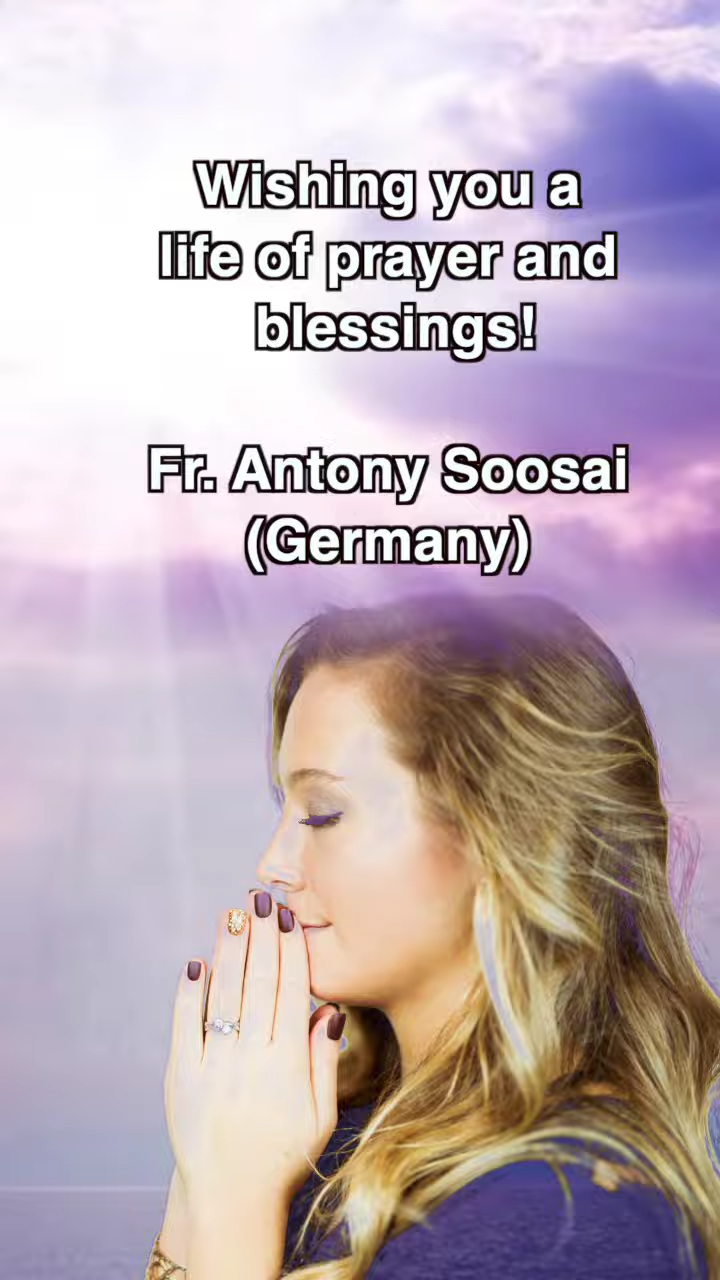 Wishing you a
life of prayer and
blessings!
Fr. Antony Soosai
(Germany)